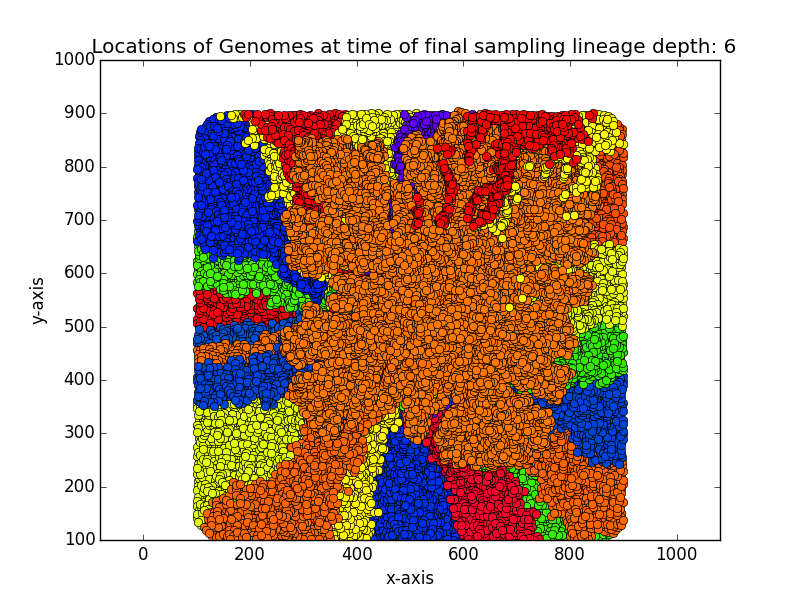 Locations of Genomes at time of final sampling lineage depth: 6
1000
900
800
700
600
500
400
300
200
100
y-axis
0 200 400 600 800 1000
x-axis